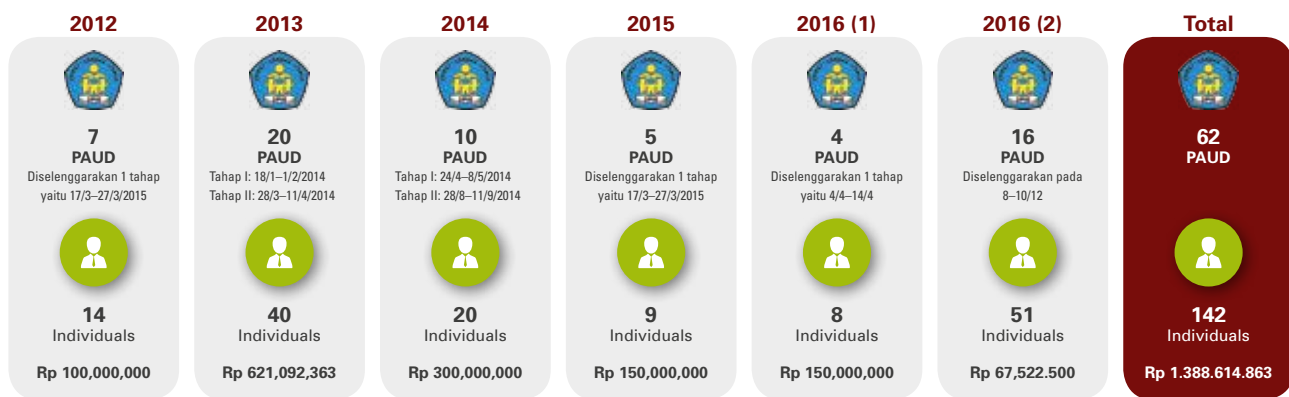 2012
7
PAUD
Diselenggarakan 1 tahap
yaitu 17/3–27/3/2015
14
Individuals
Rp 100,000,000
2013
20
PAUD
Tahap I: 18/1–1/2/2014
Tahap II: 28/3–11/4/2014
40
Individuals
Rp 621,092,363
2014
10
PAUD
Tahap I: 24/4–8/5/2014
Tahap II: 28/8–11/9/2014
20
Individuals
Rp 300,000,000
2015
5
PAUD
Diselenggarakan 1 tahap
yaitu 17/3–27/3/2015
9
Individuals
Rp 150,000,000
2016 (1)
4
PAUD
Diselenggarakan 1 tahap
yaitu 4/4–14/4
8
Individuals
Rp 150,000,000
2016 (2)
16
PAUD
Diselenggarakan pada
8–10/12
51
Individuals
Rp 67,522.500
Total
62
PAUD
142
Individuals
Rp 1.388.614.863